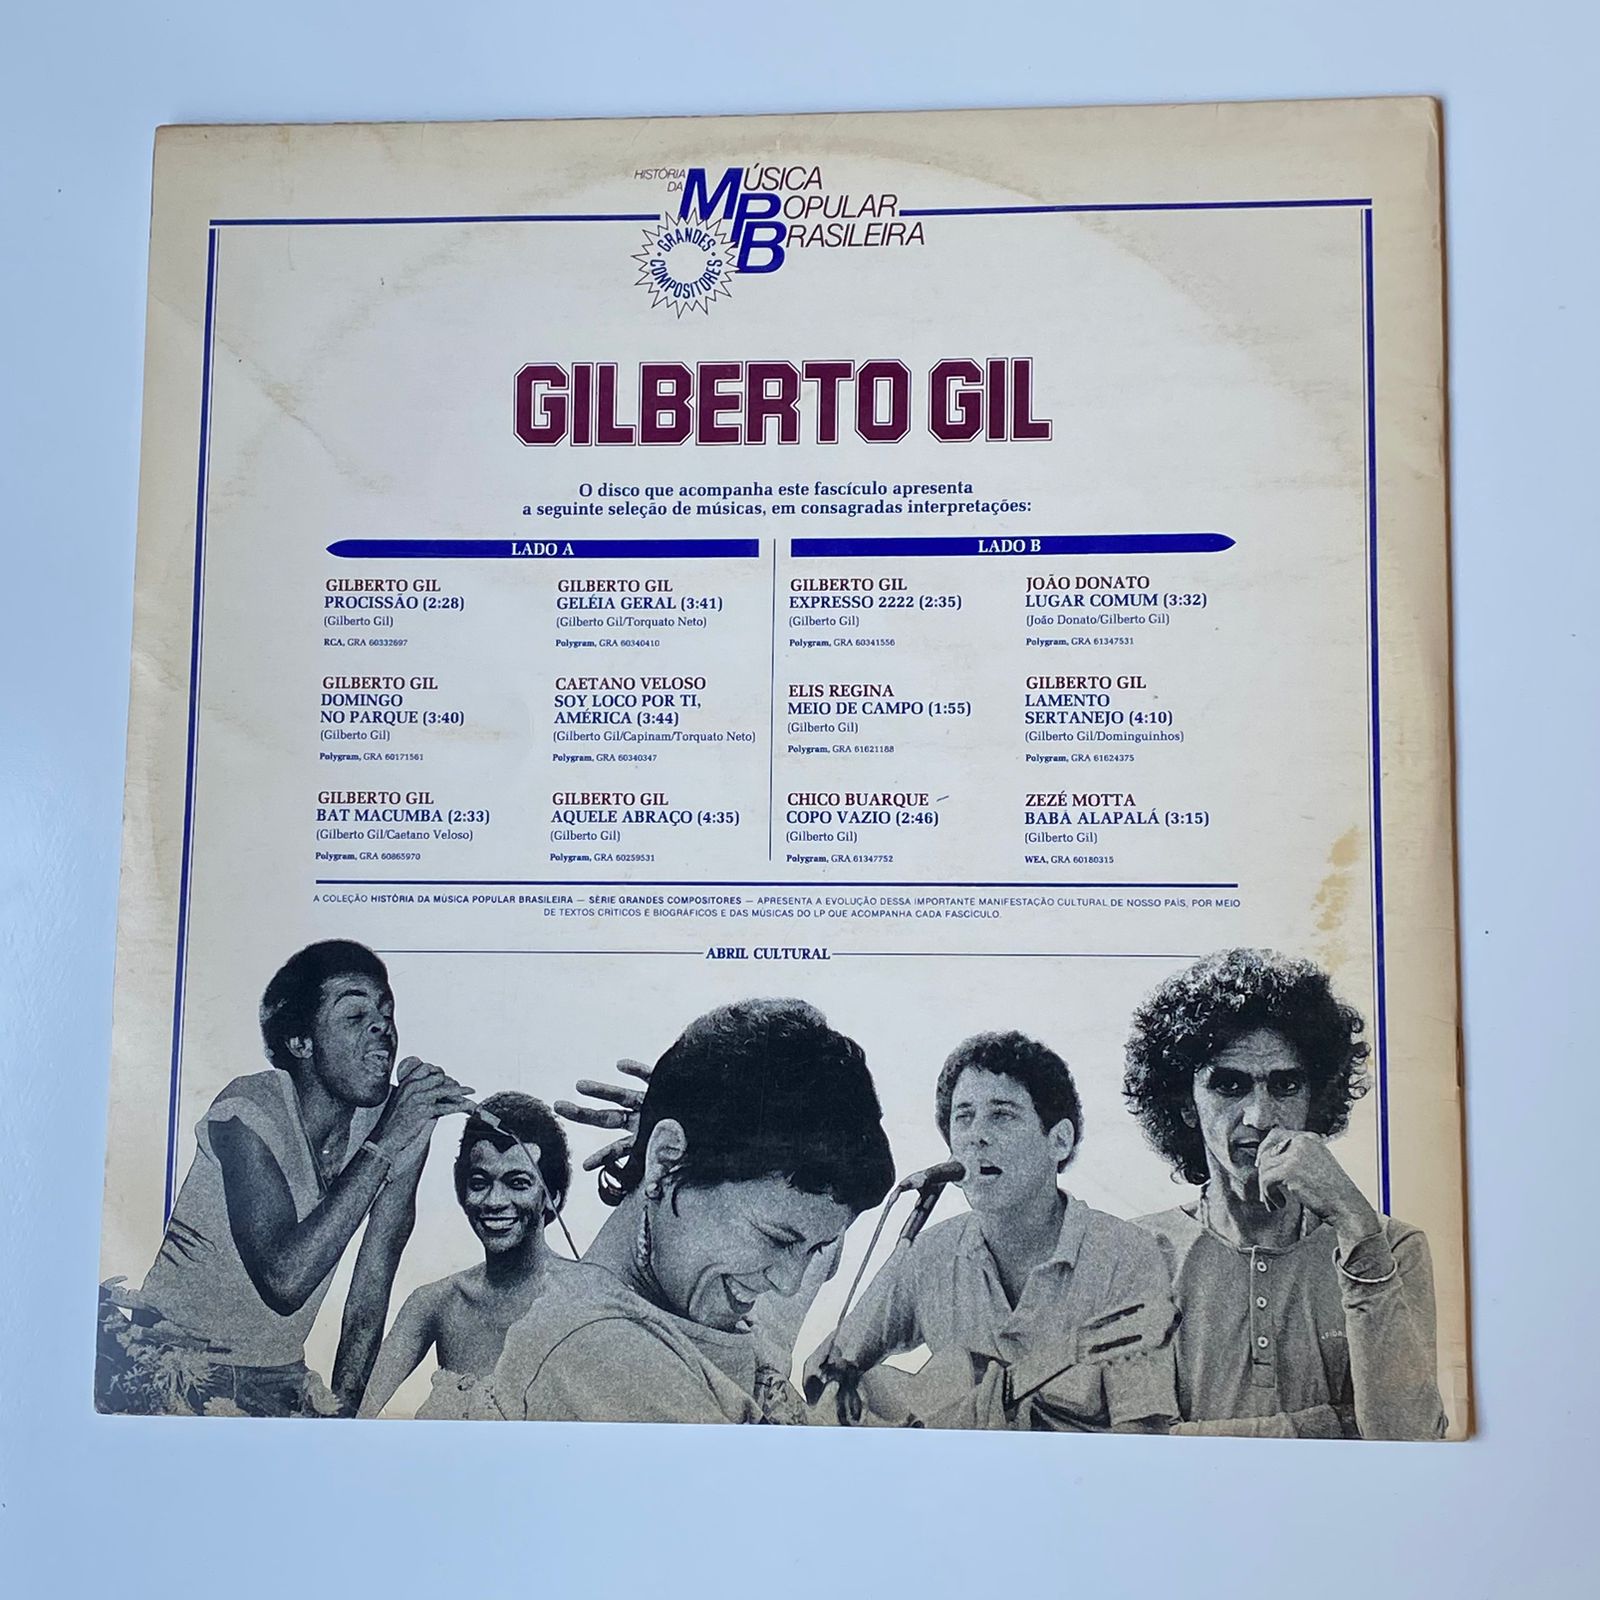 HISTÓRIA
DA
MÚSICA
POPULAR
BRASILEIRA
GRANDES
COMPOSITORES
GILBERTO GIL
O disco que acompanha este fascículo apresenta
a seguinte seleção de músicas, em consagradas interpretações:
LADO A
GILBERTO GIL
PROCISSÃO (2:28)
(Gilberto Gil)
RCA, GRA 60332697
GILBERTO GIL
DOMINGO
NO PARQUE (3:40)
(Gilberto Gil)
Polygram, GRA 60171561
GILBERTO GIL
BAT MACUMBA (2:33)
(Gilberto Gil/Caetano Veloso)
Polygram, GRA 60865970
GILBERTO GIL
GELÉIA GERAL (3:41)
(Gilberto Gil/Torquato Neto)
Polygram, GRA 60340410
CAETANO VELOSO
SOY LOCO POR TI,
AMÉRICA (3:44)
(Gilberto Gil/Capinam/Torquato Neto)
Polygram, GRA 60340347
GILBERTO GIL
AQUELE ABRAÇO (4:35)
(Gilberto Gil)
Polygram, GRA 60259531
LADO B
GILBERTO GIL
EXPRESSO 2222 (2:35)
(Gilberto Gil)
Polygram, GRA 60341556
ELIS REGINA
MEIO DE CAMPO (1:55)
(Gilberto Gil)
Polygram, GRA 61621188
CHICO BUARQUE
COPO VAZIO (2:46)
(Gilberto Gil)
Polygram, GRA 61347752
JOÃO DONATO
LUGAR COMUM (3:32)
(João Donato/Gilberto Gil)
Polygram, GRA 61347531
GILBERTO GIL
LAMENTO
SERTANEJO (4:10)
(Gilberto Gil/Dominguinhos)
Polygram, GRA 61624375
ZEZÉ MOTTA
BABÁ ALAPALÁ (3:15)
(Gilberto Gil)
WEA, GRA 60180315
A COLEÇÃO HISTÓRIA DA MÚSICA POPULAR BRASILEIRA — SÉRIE GRANDES COMPOSITORES — APRESENTA A EVOLUÇÃO DESSA IMPORTANTE MANIFESTAÇÃO CULTURAL DE NOSSO PAÍS, POR MEIO
DE TEXTOS CRÍTICOS E BIOGRÁFICOS E DAS MÚSICAS DO LP QUE ACOMPANHA CADA FASCÍCULO.
ABRIL CULTURAL